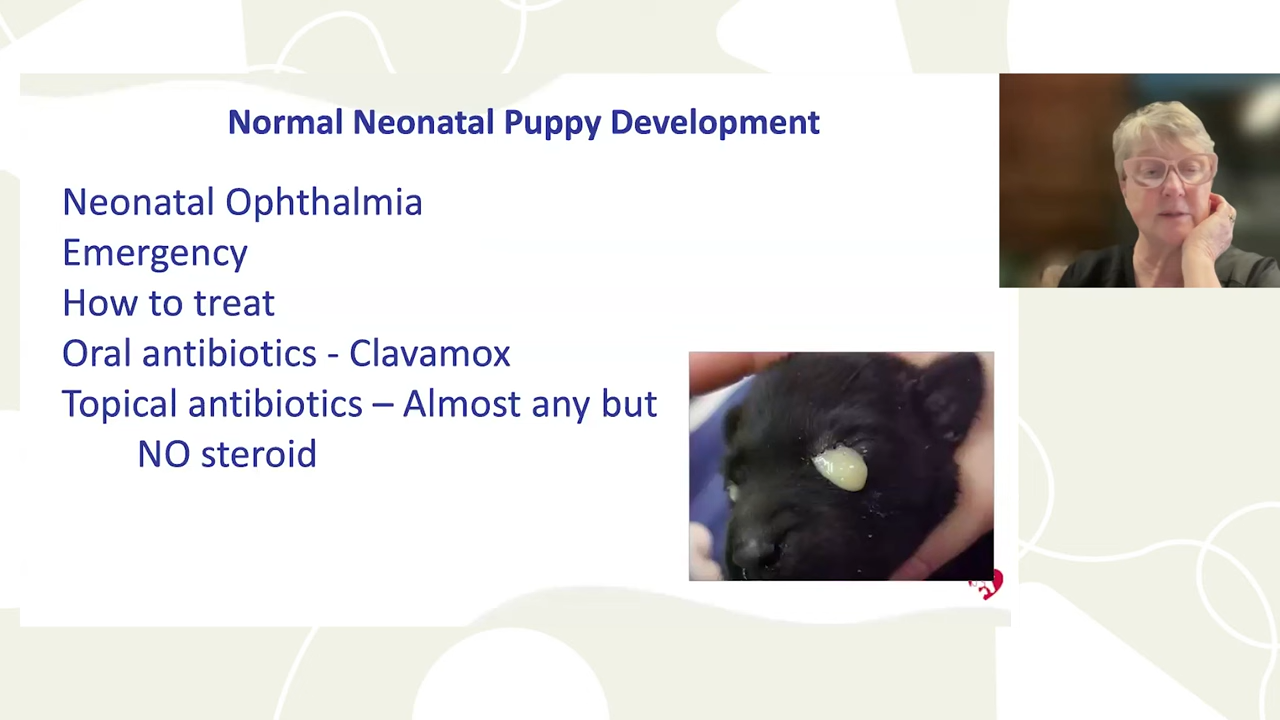 Normal Neonatal Puppy Development
Neonatal Ophthalmia
Emergency
How to treat
Oral antibiotics - Clavamox
Topical antibiotics – Almost any but
NO steroid